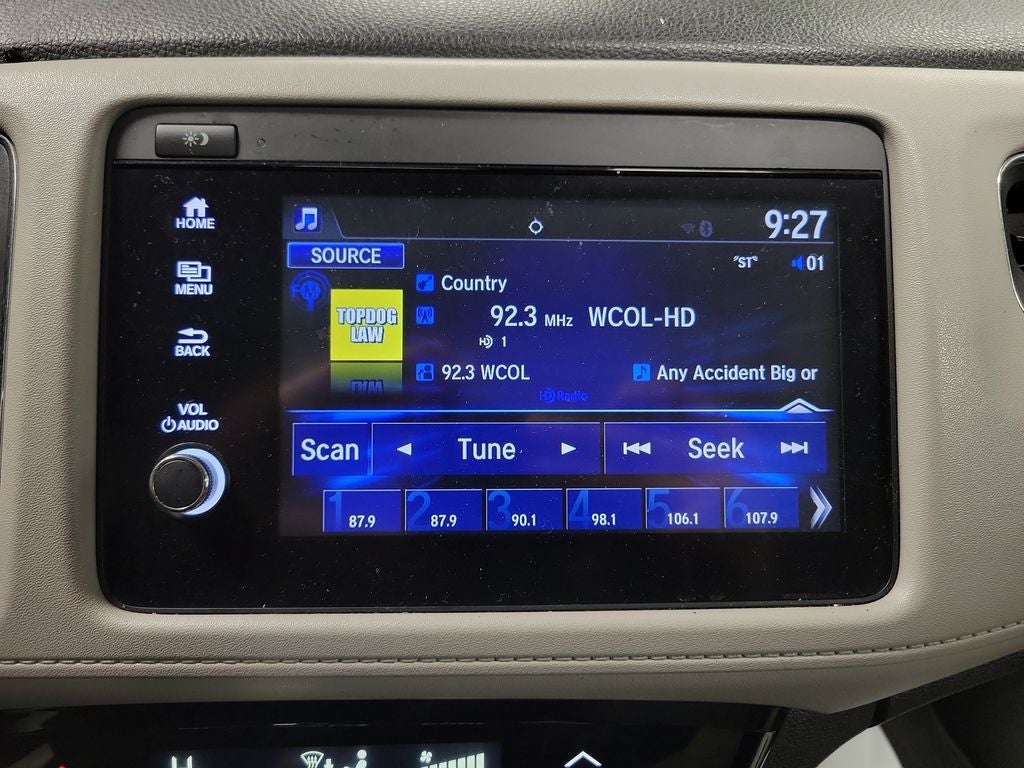 HOME
MENU
BACK
VOL
AUDIO
9:27
SOURCE
"ST"
01
FM
Country
TOPDOG
LAW
92.3 MHz WCOL-HD
HD 1
92.3 WCOL
Any Accident Big or
HD Radio
Scan
Tune
Seek
1 87.9
2 87.9
3 90.1
4 98.1
5 106.1
6 107.9